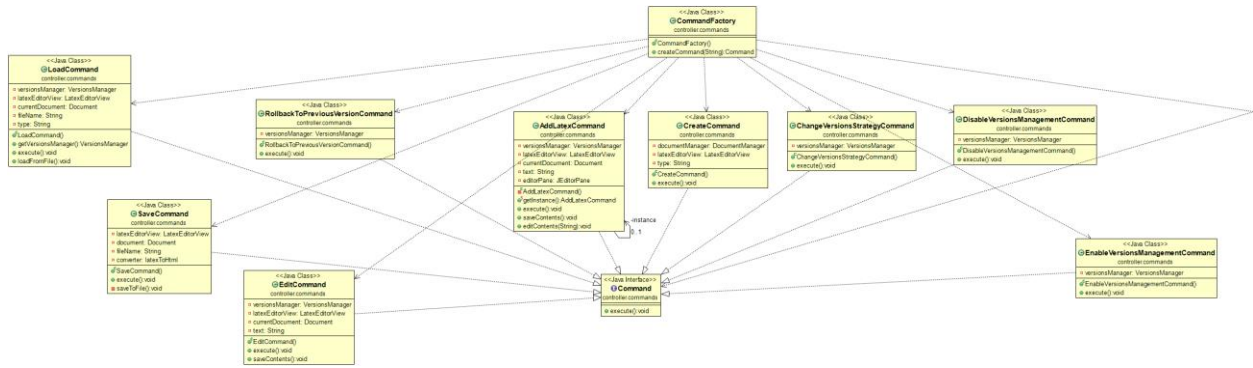 <<Java Class>>
CommandFactory
controller.commands
CommandFactory()
createCommand(String):Command
<<Java Class>>
LoadCommand
controller.commands
versionsManager: VersionsManager
latexEditorView: LatexEditorView
currentDocument: Document
fileName: String
type: String
LoadCommand()
getVersionsManager():VersionsManager
execute():void
loadFromFile():void
<<Java Class>>
RollbackToPreviousVersionCommand
controller.commands
versionsManager: VersionsManager
RollbackToPreviousVersionCommand()
execute():void
<<Java Class>>
AddLatexCommand
controller.commands
versionsManager: VersionsManager
latexEditorView: LatexEditorView
currentDocument: Document
text: String
editorPane: JEditorPane
AddLatexCommand()
getInstance():AddLatexCommand
execute():void
saveContents():void
editContents(String):void
-instance
0..1
<<Java Class>>
CreateCommand
controller.commands
documentManager: DocumentManager
latexEditorView: LatexEditorView
type: String
CreateCommand()
execute():void
<<Java Class>>
ChangeVersionsStrategyCommand
controller.commands
versionsManager: VersionsManager
ChangeVersionsStrategyCommand()
execute():void
<<Java Class>>
DisableVersionsManagementCommand
controller.commands
versionsManager: VersionsManager
DisableVersionsManagementCommand()
execute():void
<<Java Class>>
SaveCommand
controller.commands
latexEditorView: LatexEditorView
document: Document
fileName: String
converter: latexToHtml
SaveCommand()
execute():void
saveToFile():void
<<Java Class>>
EditCommand
controller.commands
versionsManager: VersionsManager
latexEditorView: LatexEditorView
currentDocument: Document
text: String
EditCommand()
execute():void
saveContents():void
<<Java Interface>>
Command
controller.commands
execute():void
<<Java Class>>
EnableVersionsManagementCommand
controller.commands
versionsManager: VersionsManager
EnableVersionsManagementCommand()
execute():void